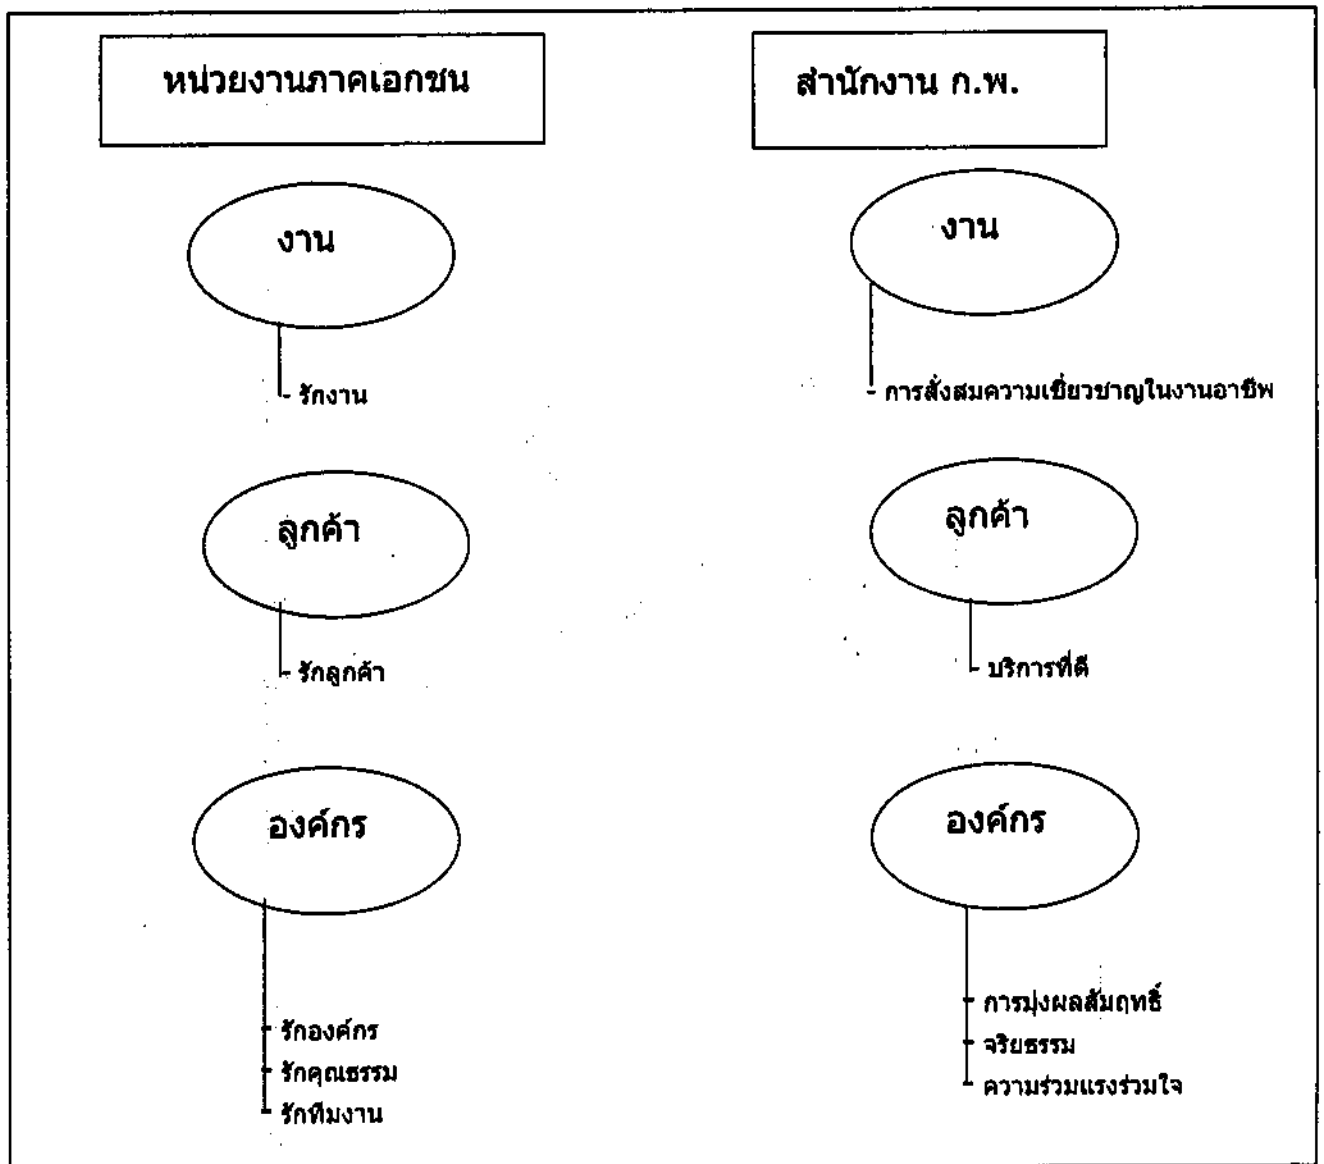 หน่วยงานภาคเอกชน
งาน
- รักงาน
ลูกค้า
- รักลูกค้า
องค์กร
- รักองค์กร
- รักคุณธรรม
- รักทีมงาน
สำนักงาน ก.พ.
งาน
- การสั่งสมความเชี่ยวชาญในงานอาชีพ
ลูกค้า
- บริการที่ดี
องค์กร
- การมุ่งผลสัมฤทธิ์
- จริยธรรม
- ความร่วมแรงร่วมใจ